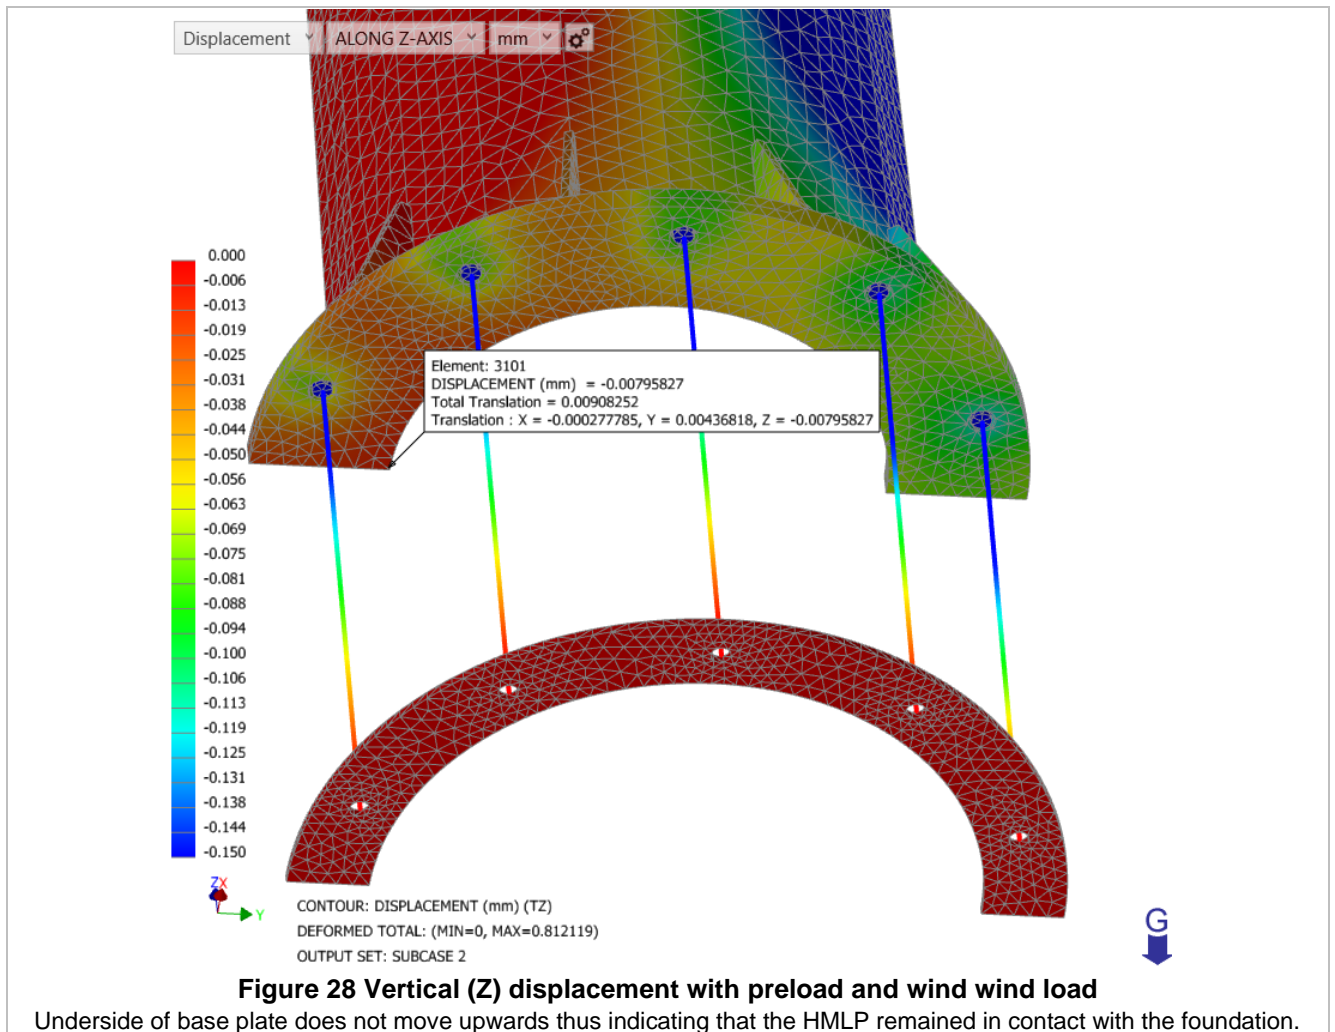 Displacement
ALONG Z-AXIS
mm
0.000
-0.006
-0.013
-0.019
-0.025
-0.031
-0.038
-0.044
-0.050
-0.056
-0.063
-0.069
-0.075
-0.081
-0.088
-0.094
-0.100
-0.106
-0.113
-0.119
-0.125
-0.131
-0.138
-0.144
-0.150
Element: 3101
DISPLACEMENT (mm) = -0.00795827
Total Translation = 0.00908252
Translation : X = -0.000277785, Y = 0.00436818, Z = -0.00795827
ZX
Y
CONTOUR: DISPLACEMENT (mm) (TZ)
DEFORMED TOTAL: (MIN=0, MAX=0.812119)
OUTPUT SET: SUBCASE 2
G
Figure 28 Vertical (Z) displacement with preload and wind wind load
Underside of base plate does not move upwards thus indicating that the HMLP remained in contact with the foundation.